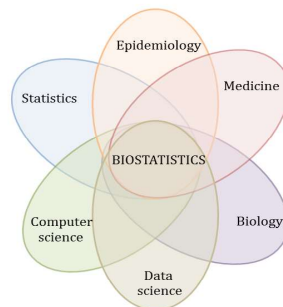 Epidemiology
Statistics
Medicine
BIOSTATISTICS
Computer
science
Biology
Data
science